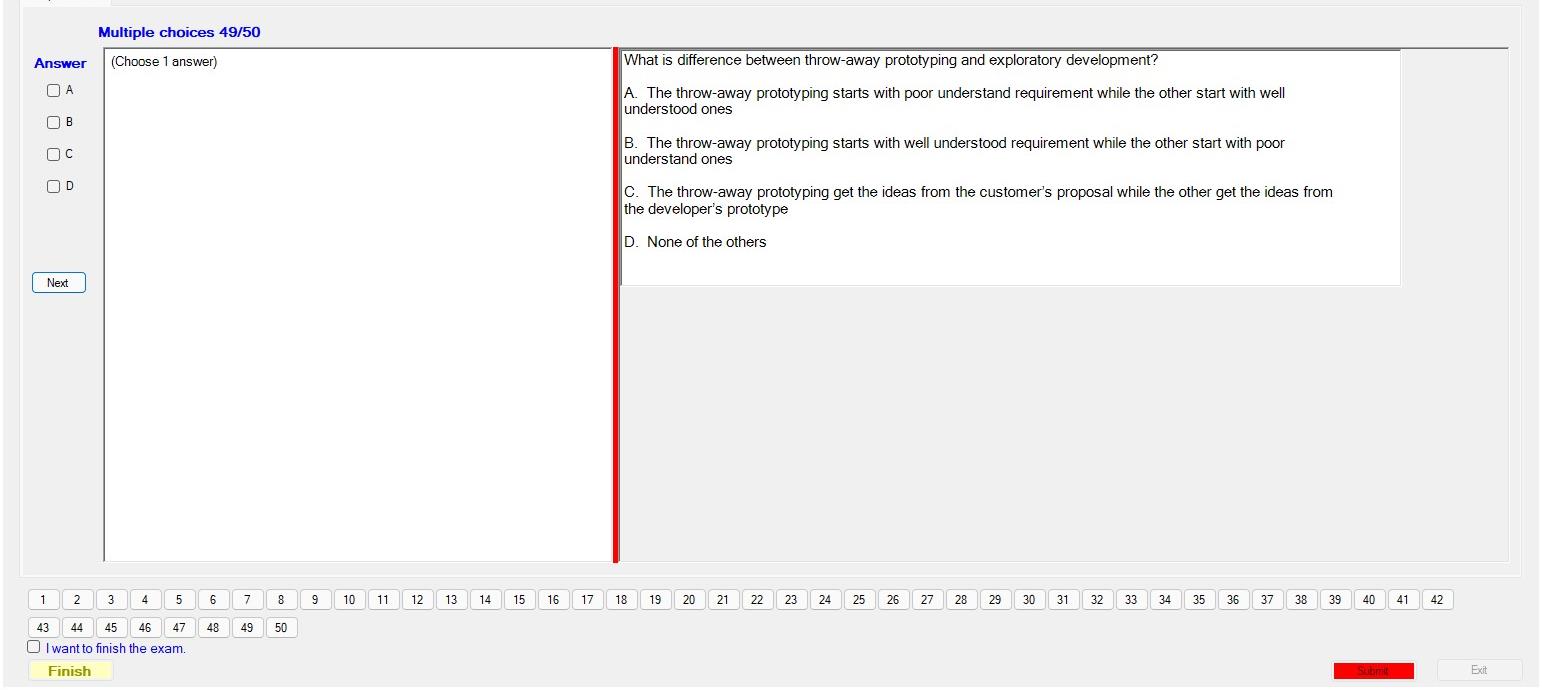 Multiple choices 49/50
Answer
(Choose 1 answer)
A
B
C
D
Next
What is difference between throw-away prototyping and exploratory development?
A. The throw-away prototyping starts with poor understand requirement while the other start with well
understood ones
B. The throw-away prototyping starts with well understood requirement while the other start with poor
understand ones
C. The throw-away prototyping get the ideas from the customer's proposal while the other get the ideas from
the developer's prototype
D. None of the others
1 2 3 4 5 6 7 8 9 10 11 12 13 14 15 16 17 18 19 20 21 22 23 24 25 26 27 28 29 30 31 32 33 34 35 36 37 38 39 40 41 42
43 44 45 46 47 48 49 50
I want to finish the exam.
Finish
Submit
Exit